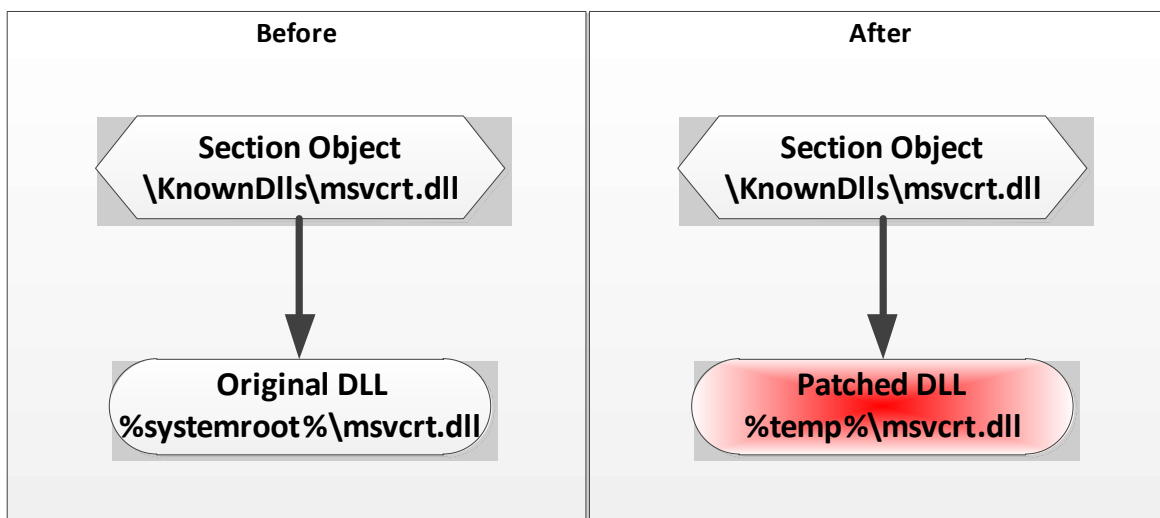 Before
Section Object
\KnownDlls\msvcrt.dll
Original DLL
%systemroot%\msvcrt.dll
After
Section Object
\KnownDlls\msvcrt.dll
Patched DLL
%temp%\msvcrt.dll